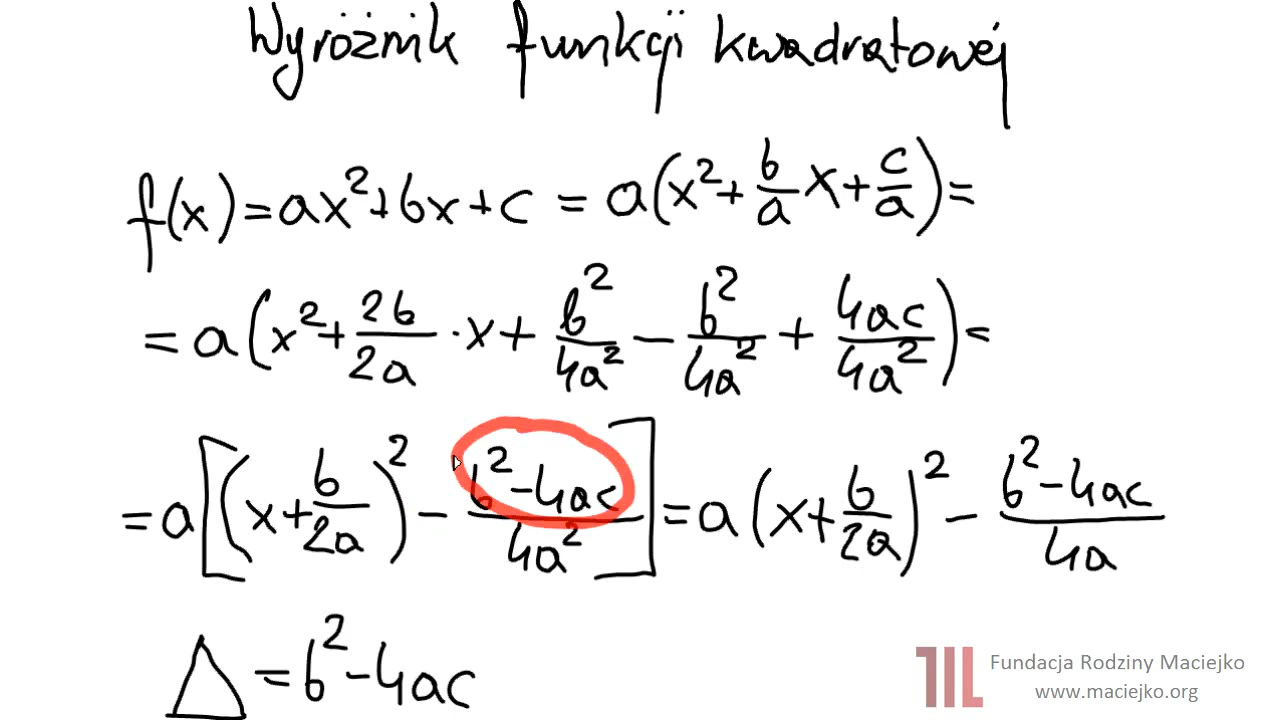 Wyróżnik funkcji kwadratowej
f(x) = ax² + bx + c = a(x² + b/a x + c/a) =
= a(x² + 2b/2a · x + b²/4a² − b²/4a² + 4ac/4a²) =
= a[(x + b/2a)² − b²−4ac/4a²] = a(x + b/2a)² − b²−4ac/4a
Δ = b² − 4ac
Fundacja Rodziny Maciejko
www.maciejko.org